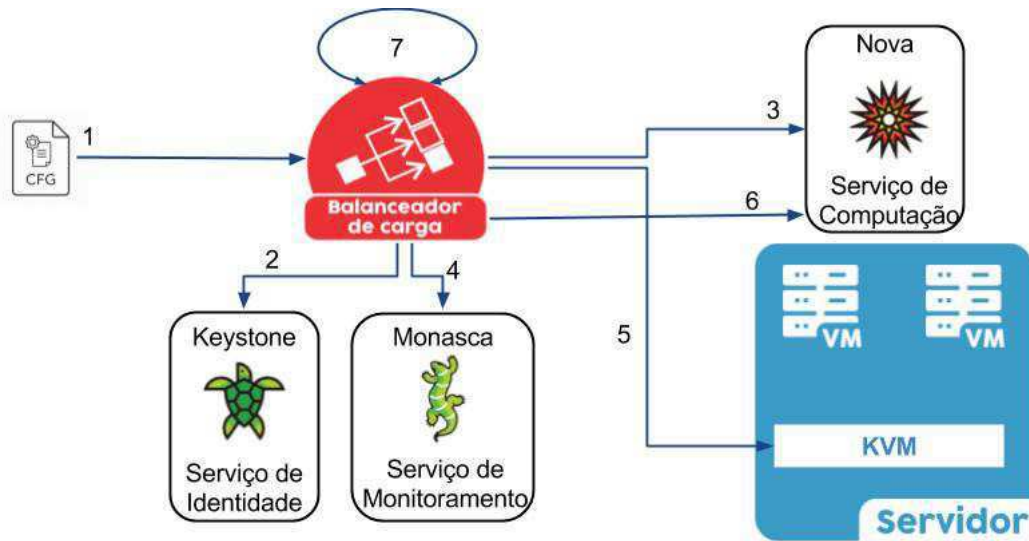 7
Nova
1
3
CFG
Balanceador
de carga
Serviço de
Computação
6
2
4
Keystone
Monasca
5
VM
VM
KVM
Serviço de
Identidade
Serviço de
Monitoramento
Servidor